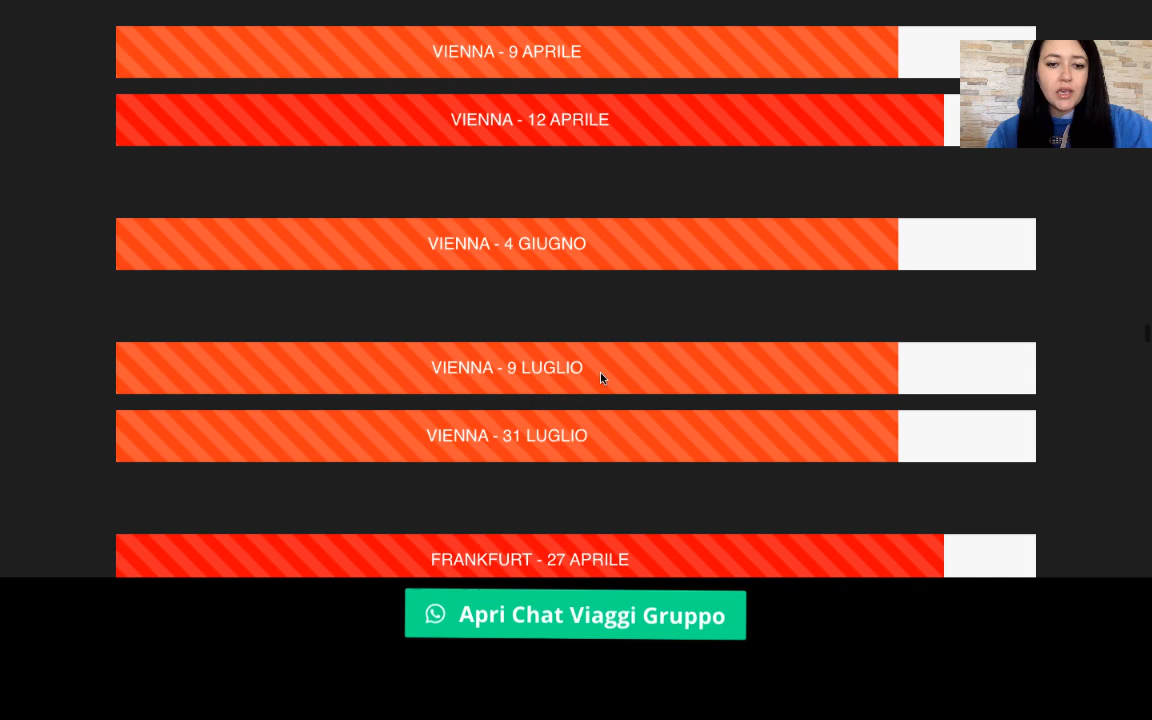 VIENNA - 9 APRILE
VIENNA - 12 APRILE
VIENNA - 4 GIUGNO
VIENNA - 9 LUGLIO
VIENNA - 31 LUGLIO
FRANKFURT - 27 APRILE
Apri Chat Viaggi Gruppo